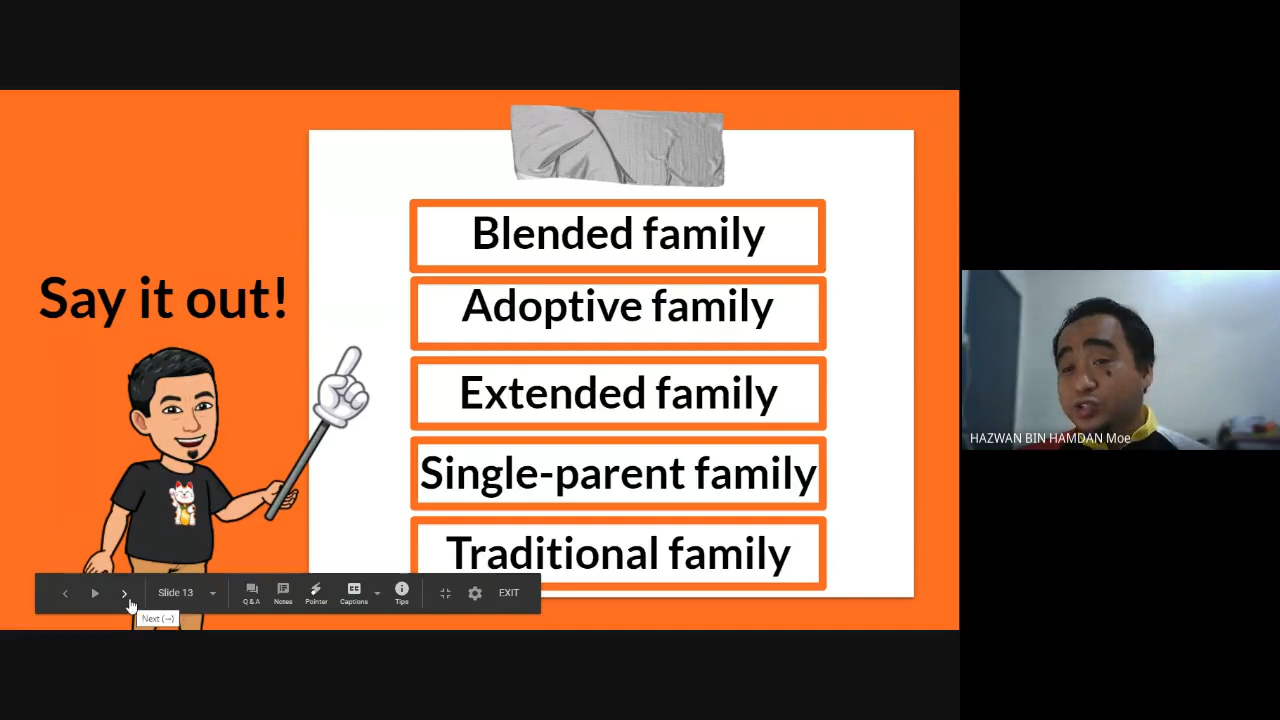 Blended family
Adoptive family
Say it out!
Extended family
Single-parent family
Traditional family
Slide 13
Q & A
Notes
Pointer
Captions
Tips
EXIT
Next (→)
HAZWAN BIN HAMDAN Moe